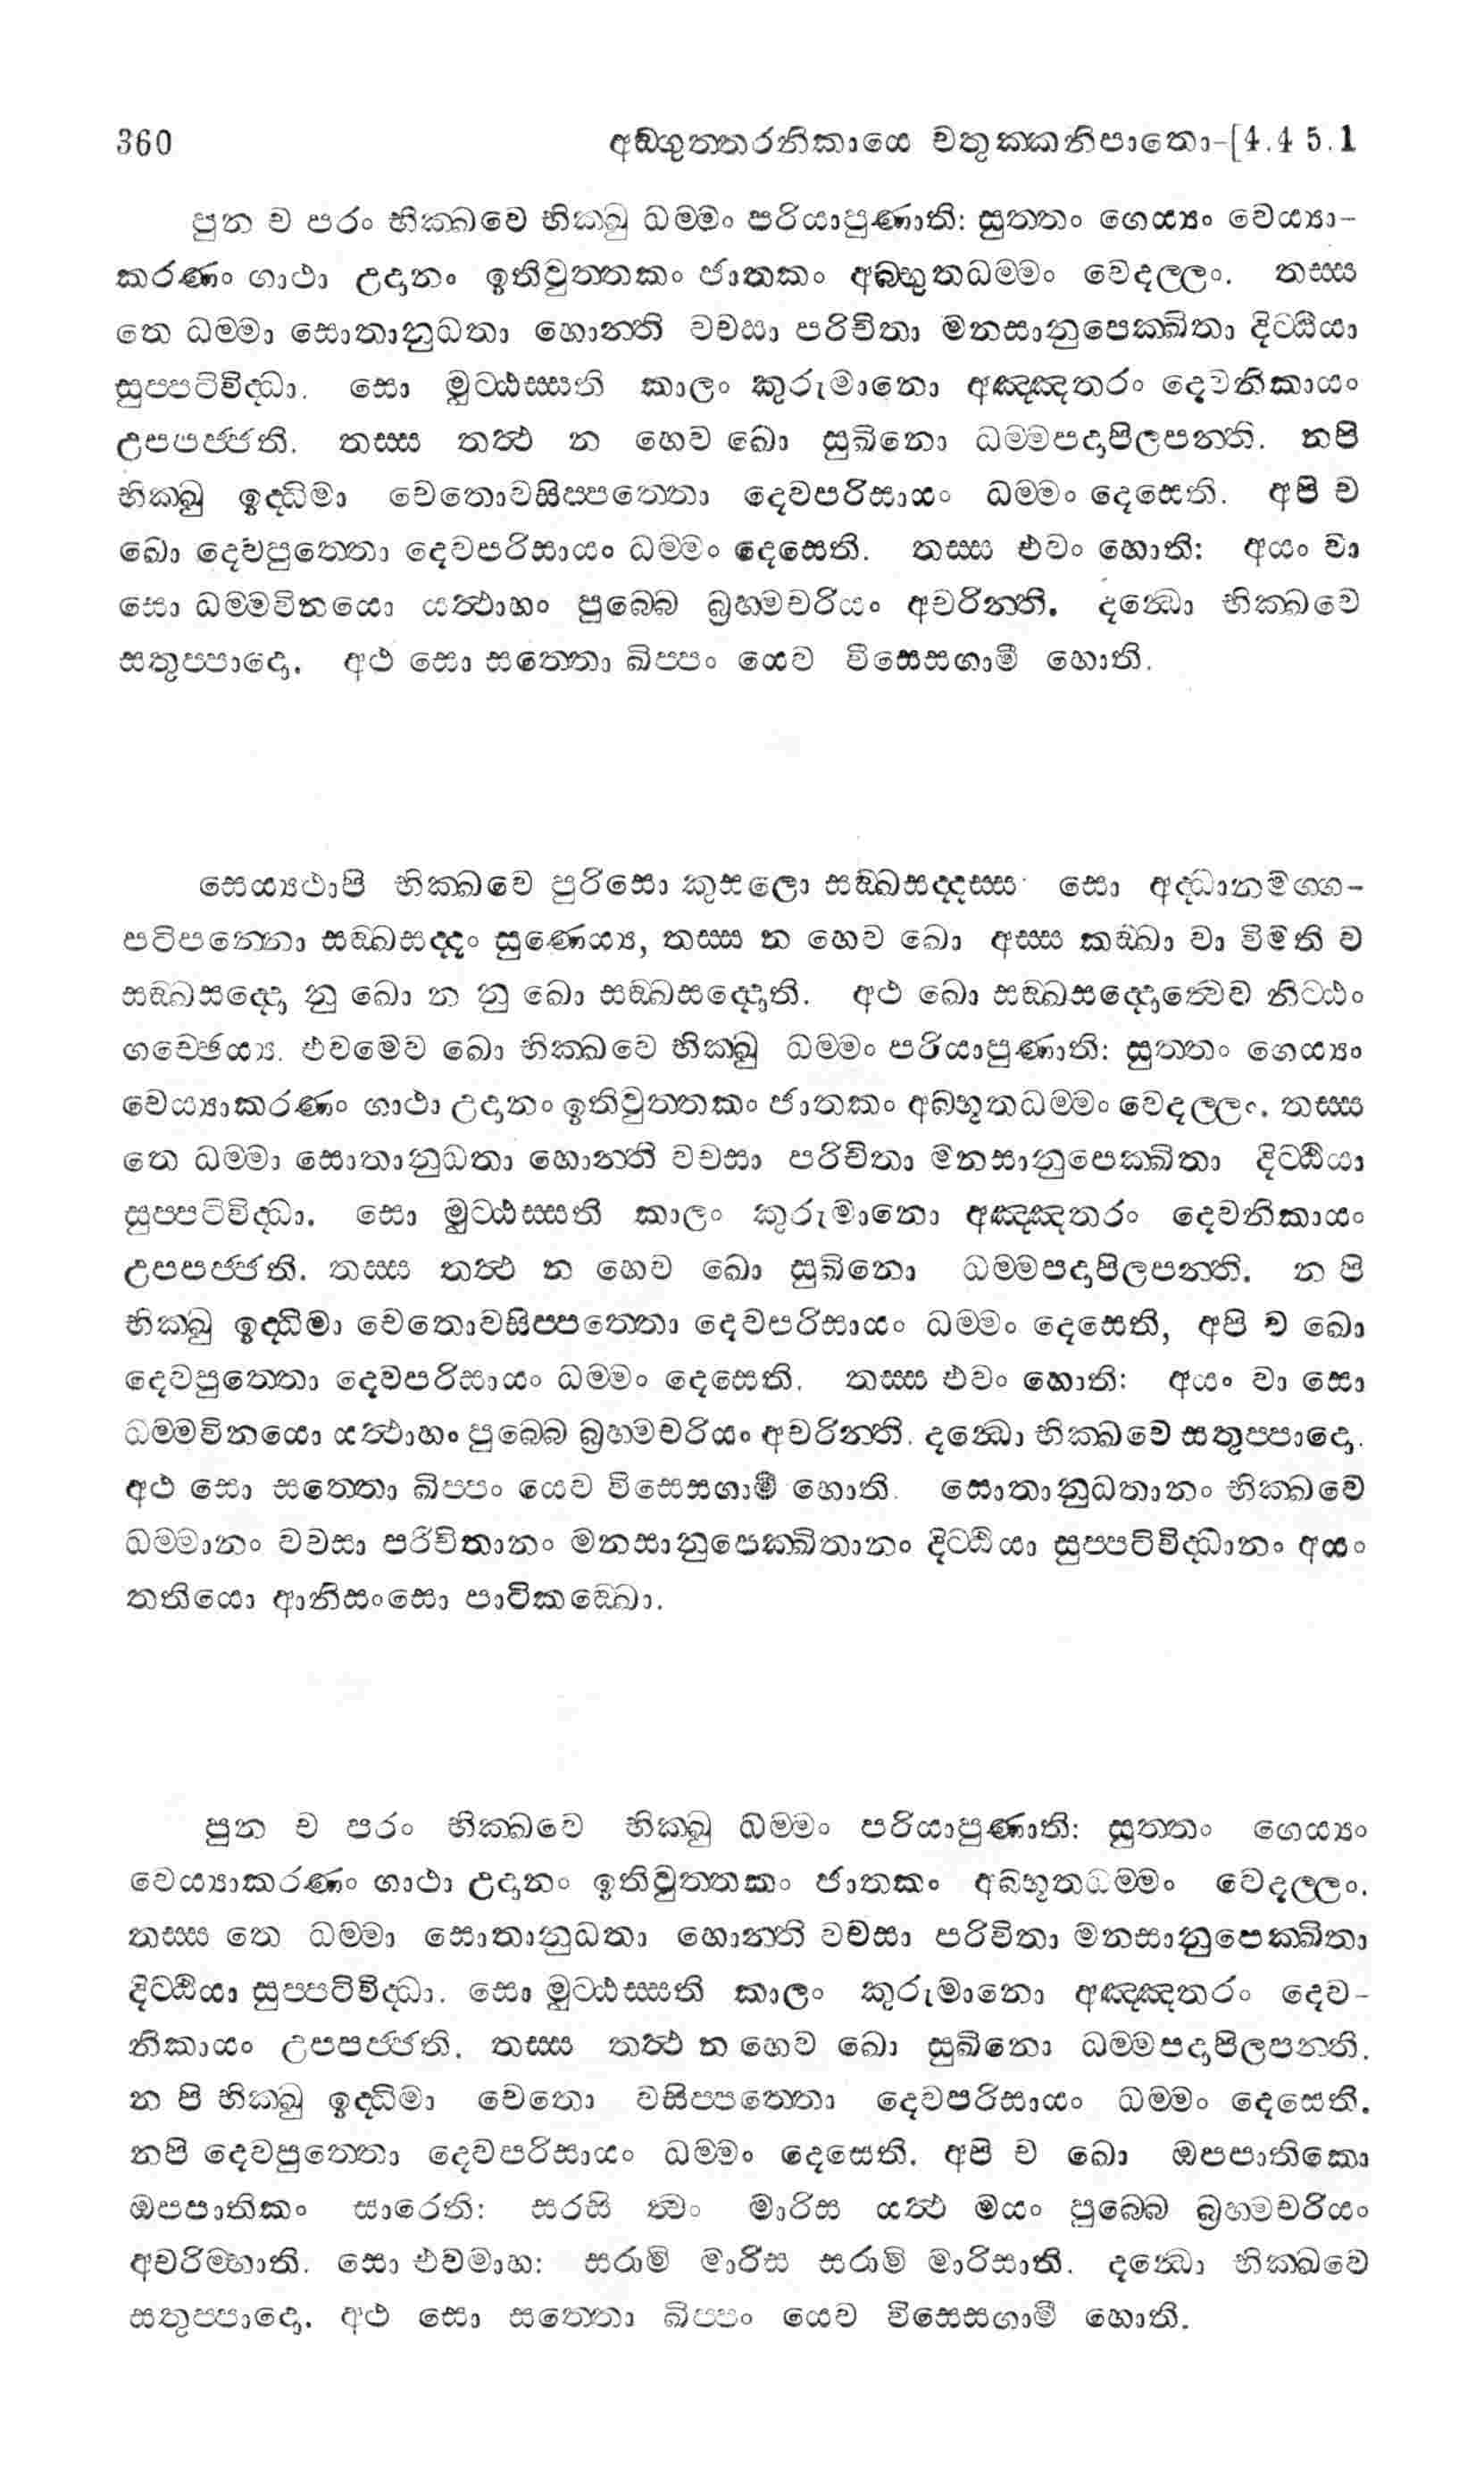 360 අඞ්ගුත්තරනිකායෙ චතුක්කනිපාතො-[4.4 5.1
පුන ච පරං භික්ඛවෙ භික්ඛු ධම්මං පරියාපුණාති: සුත්තං ගෙය්‍යං වෙය්‍යා-
කරණං ගාථා උදානං ඉතිවුත්තකං ජාතකං අබ්භුතධම්මං වෙදල්ලං. තස්ස
තෙ ධම්මා සොතානුධතා හොන්ති වචසා පරිචිතා මනසානුපෙක්ඛිතා දිට්ඨියා
සුප්පටිවිද්ධා. සො මුට්ඨස්සති කාලං කුරුමානො අඤ්ඤතරං දෙවනිකායං
උපපජ්ජති. තස්ස තත්‍ථ න හෙව ඛො සුඛිනො ධම්මපදාපිලපන්ති. නපි
භික්ඛු ඉද්ධිමා චෙතොවසිප්පත්තො දෙවපරිසායං ධම්මං දෙසෙති. අපි ච
ඛො දෙවපුත්තො දෙවපරිසායං ධම්මං දෙසෙති. තස්ස එවං හොති: අයං වා
සො ධම්මවිනයො යත්‍ථාහං පුබ්බෙ බ්‍රහ්මචරියං අචරින්ති. දන්‍ධො භික්ඛවෙ
සතුප්පාදො. අථ සො සත්තො ඛිප්පං යෙව විසෙසගාමී හොති.
සෙය්‍යථාපි භික්ඛවෙ පුරිසො කුසලො සඞ්ඛසද්දස්ස සො අද්ධානමග්ග-
පටිපන්නො සඞ්ඛසද්දං සුණෙය්‍ය, තස්ස න හෙව ඛො අස්ස කඞ්ඛා වා විමති ව
සඞ්ඛසද්දො නු ඛො න නු ඛො සඞ්ඛසද්දොති. අථ ඛො සඞ්ඛසද්දොත්‍වෙව නිට්ඨං
ගච්ඡෙය්‍ය. එවමෙව ඛො භික්ඛවෙ භික්ඛු ධම්මං පරියාපුණාති: සුත්තං ගෙය්‍යං
වෙය්‍යාකරණං ගාථා උදානං ඉතිවුත්තකං ජාතකං අබ්භූතධම්මං වෙදල්ලං. තස්ස
තෙ ධම්මා සොතානුධතා හොන්ති වචසා පරිචිතා මනසානුපෙක්ඛිතා දිට්ඨියා
සුප්පටිවිද්ධා. සො මුට්ඨස්සති කාලං කුරුමානො අඤ්ඤතරං දෙවනිකායං
උපපජ්ජති. තස්ස තත්‍ථ න හෙව ඛො සුඛිනො ධම්මපදාපිලපන්ති. න පි
භික්ඛු ඉද්ධිමා චෙතොවසිප්පත්තො දෙවපරිසායං ධම්මං දෙසෙති, අපි ච ඛො
දෙවපුත්තො දෙවපරිසායං ධම්මං දෙසෙති. තස්ස එවං හොති: අයං වා සො
ධම්මවිනයො යත්‍ථාහං පුබ්බෙ බ්‍රහ්මචරියං අචරින්ති. දන්‍ධො භික්ඛවෙ සතුප්පාදො.
අථ සො සත්තො ඛිප්පං යෙව විසෙසගාමී හොති. සොතානුධතානං භික්ඛවෙ
ධම්මානං වචසා පරිචිතානං මනසානුපෙක්ඛිතානං දිට්ඨියා සුප්පටිවිද්ධානං අයං
තතියො ආනිසංසො පාටිකඞ්ඛො.
පුන ච පරං භික්ඛවෙ භික්ඛු ධම්මං පරියාපුණාති: සුත්තං ගෙය්‍යං
වෙය්‍යාකරණං ගාථා උදානං ඉතිවුත්තකං ජාතකං අබ්භූතධම්මං වෙදල්ලං.
තස්ස තෙ ධම්මා සොතානුධතා හොන්ති වචසා පරිචිතා මනසානුපෙක්ඛිතා
දිට්ඨියා සුප්පටිවිද්ධා. සො මුට්ඨස්සති කාලං කුරුමානො අඤ්ඤතරං දෙව-
නිකායං උපපජ්ජති. තස්ස තත්‍ථ න හෙව ඛො සුඛිනො ධම්මපදාපිලපන්ති.
න පි භික්ඛු ඉද්ධිමා චෙතො වසිප්පත්තො දෙවපරිසායං ධම්මං දෙසෙති.
නපි දෙවපුත්තො දෙවපරිසායං ධම්මං දෙසෙති. අපි ච ඛො ඔපපාතිකො
ඔපපාතිකං සාරෙති: සරසි ත්‍වං මාරිස යත්‍ථ මයං පුබ්බෙ බ්‍රහ්මචරියං
අචරිම්හාති. සො එවමාහ: සරාමි මාරිස සරාමි මාරිසාති. දන්‍ධො භික්ඛවෙ
සතුප්පාදො. අථ සො සත්තො ඛිප්පං යෙව විසෙසගාමී හොති.